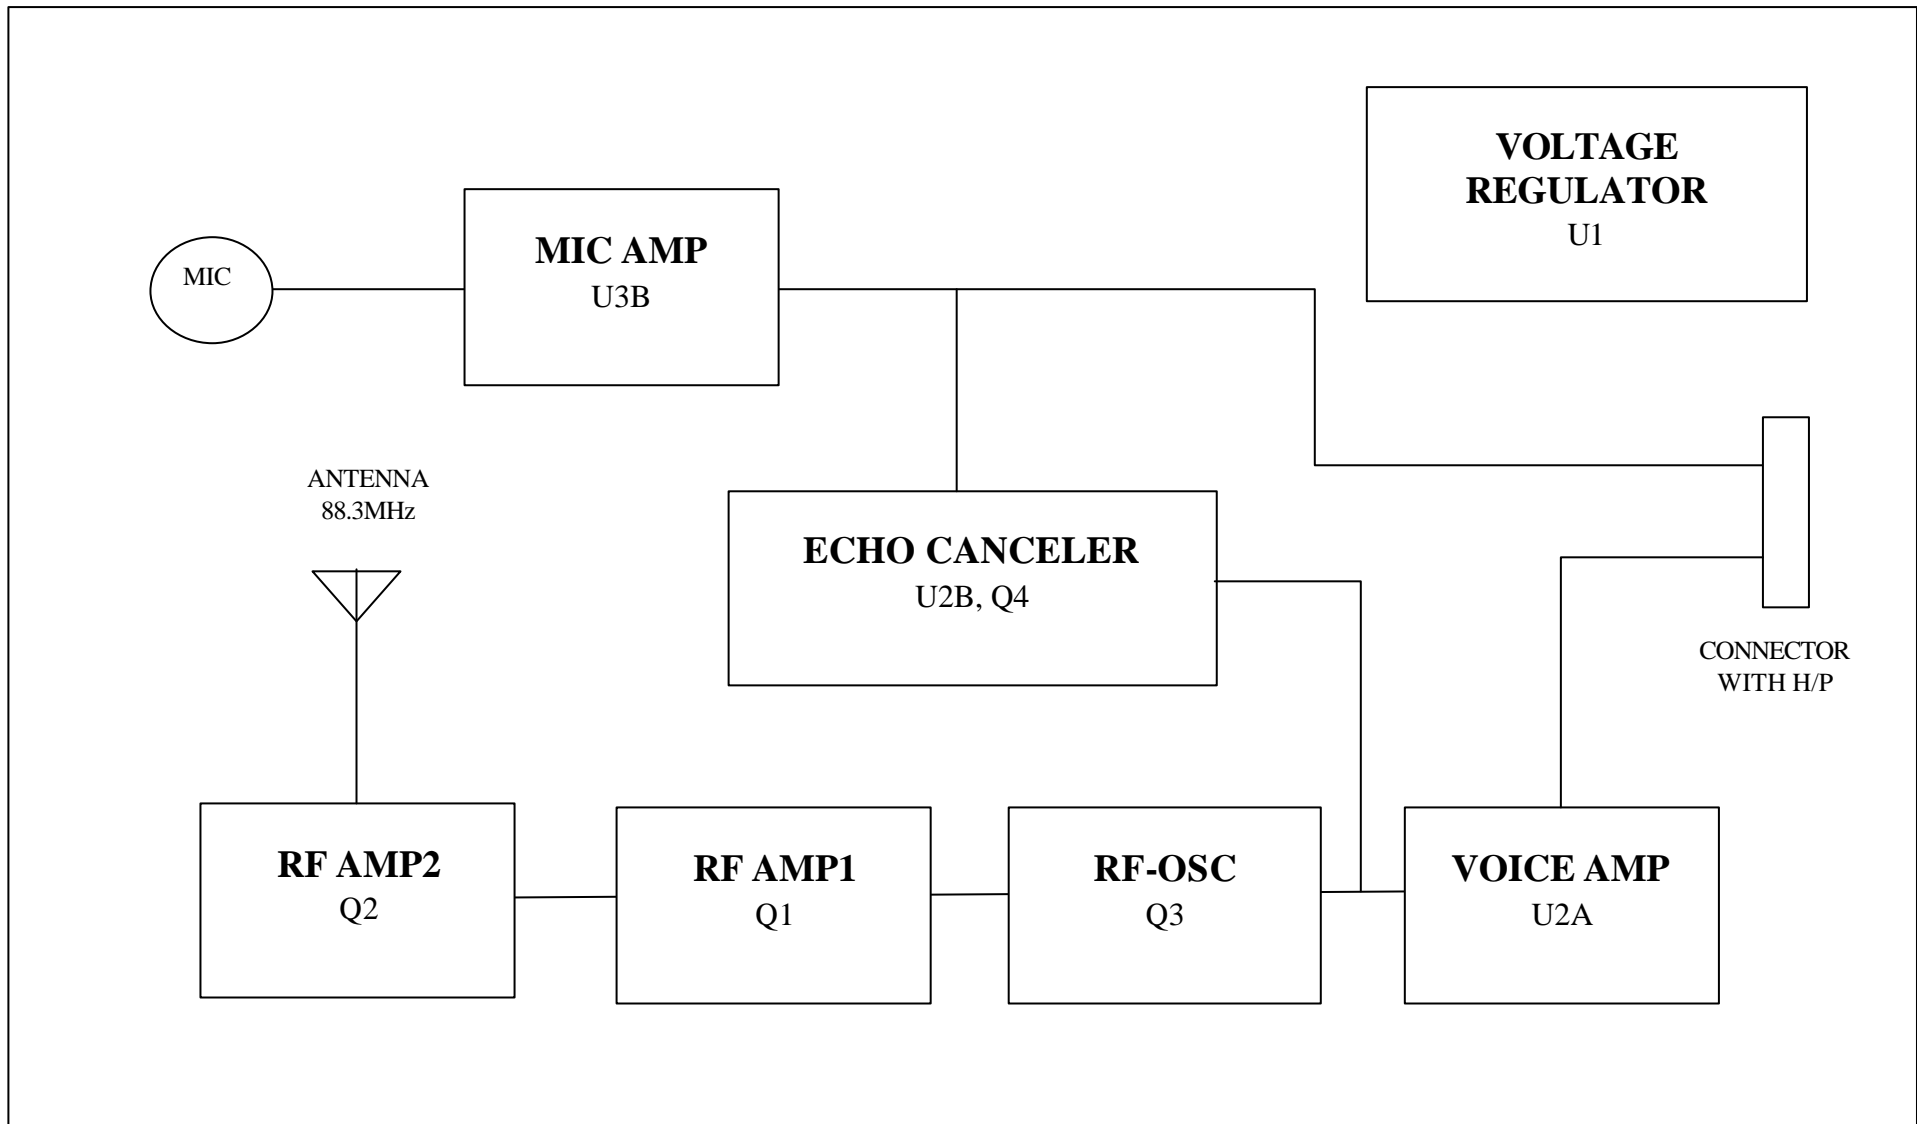 VOLTAGE
REGULATOR
U1
MIC AMP
U3B
MIC
ANTENNA
88.3MHz
ECHO CANCELER
U2B, Q4
CONNECTOR
WITH H/P
RF AMP2
Q2
RF AMP1
Q1
RF-OSC
Q3
VOICE AMP
U2A